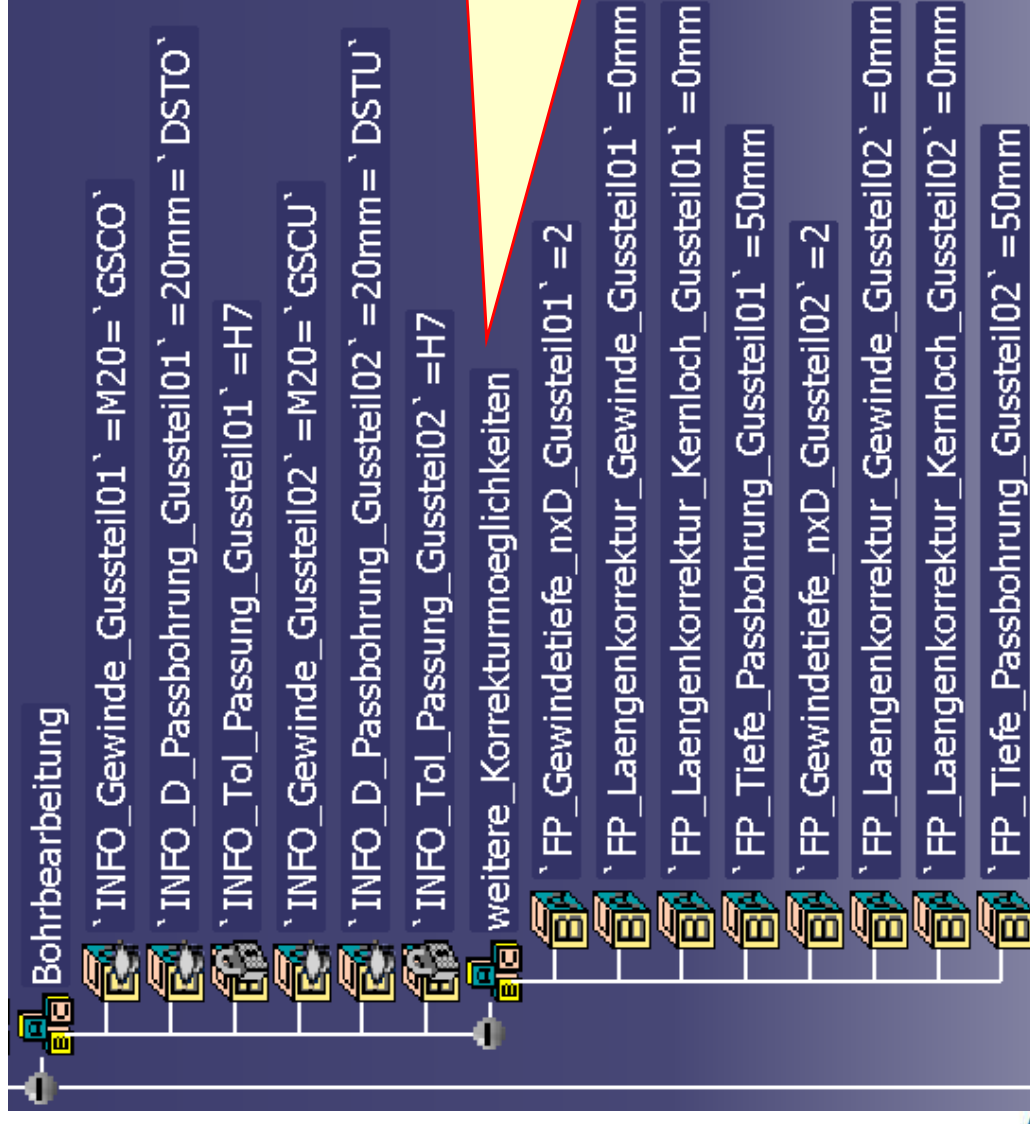 Bohrbearbeitung
`INFO_Gewinde_Gussteil01`=M20=`GSCO`
`INFO_D_Passbohrung_Gussteil01`=20mm=`DSTO`
`INFO_Tol_Passung_Gussteil01`=H7
`INFO_Gewinde_Gussteil02`=M20=`GSCU`
`INFO_D_Passbohrung_Gussteil02`=20mm=`DSTU`
`INFO_Tol_Passung_Gusstei02`=H7
weitere_Korrekturmoeglichkeiten
`FP_Gewindetiefe_nxD_Gussteil01`=2
`FP_Laengenkorrektur_Gewinde_Gussteil01`=0mm
`FP_Laengenkorrektur_Kernloch_Gussteil01`=0mm
`FP_Tiefe_Passbohrung_Gussteil01`=50mm
`FP_Gewindetiefe_nxD_Gussteil02`=2
`FP_Laengenkorrektur_Gewinde_Gussteil02`=0mm
`FP_Laengenkorrektur_Kernloch_Gussteil02`=0mm
`FP_Tiefe_Passbohrung_Gussteil02`=50mm